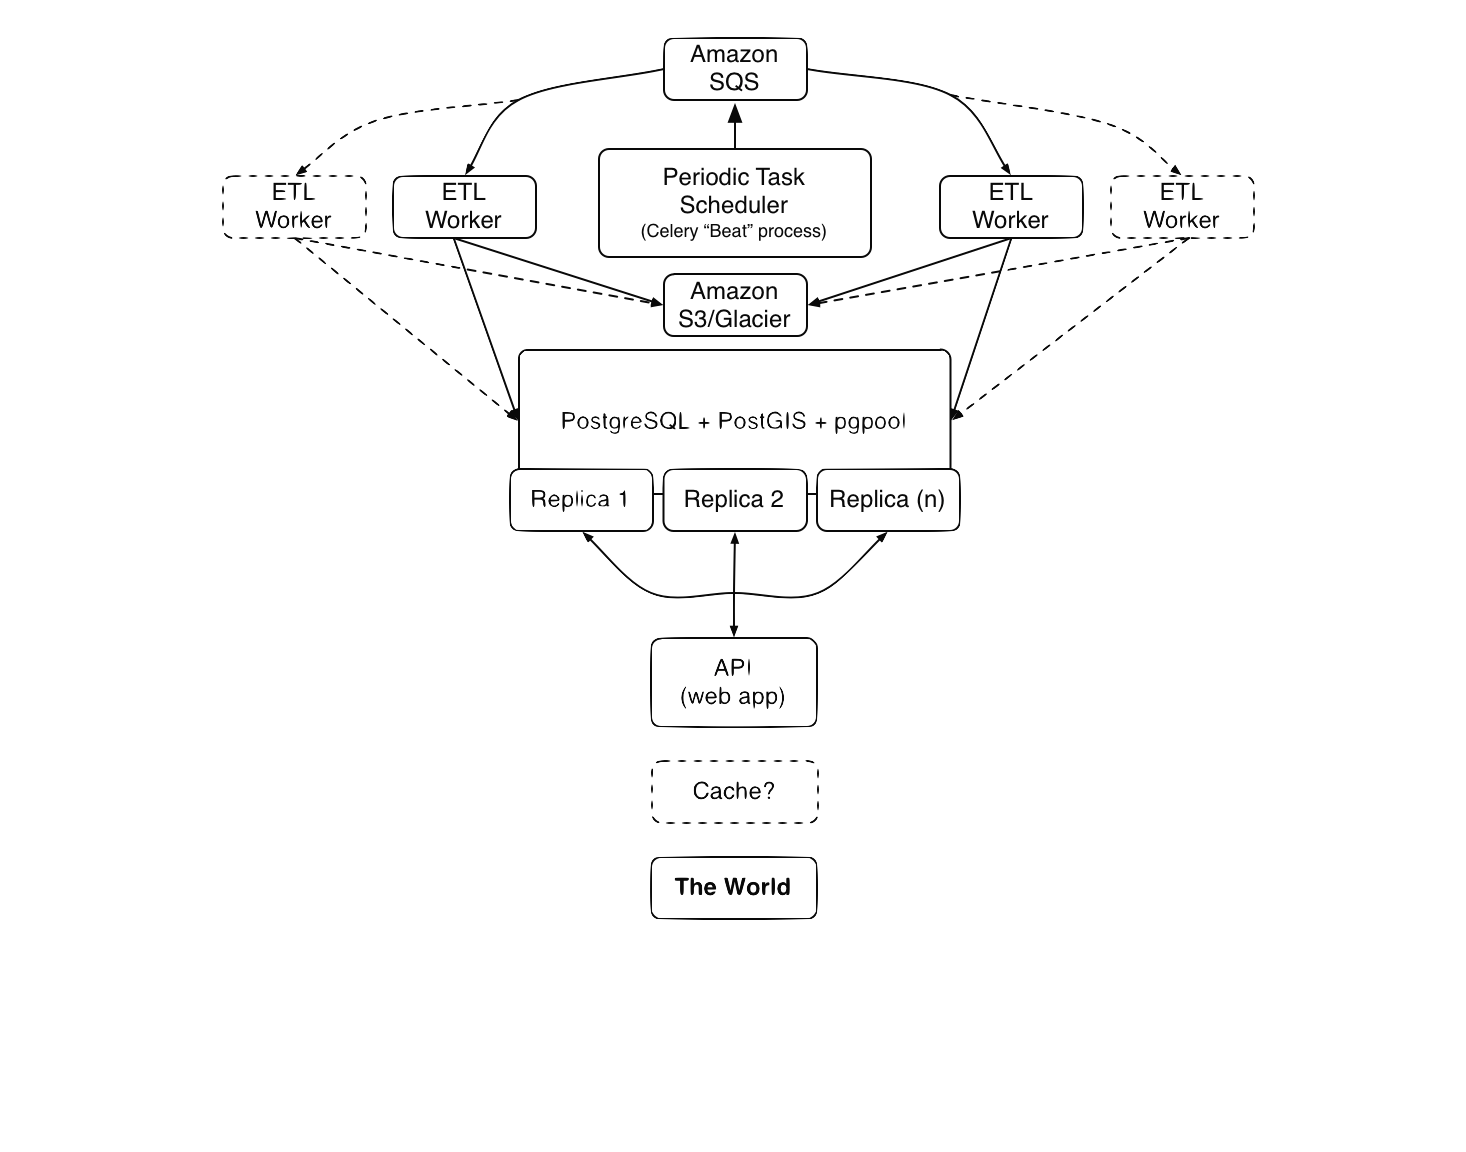 Amazon
SQS
ETL
Worker
ETL
Worker
Periodic Task
Scheduler
(Celery “Beat” process)
ETL
Worker
ETL
Worker
Amazon
S3/Glacier
PostgreSQL + PostGIS + pgpool
Replica 1
Replica 2
Replica (n)
API
(web app)
Cache?
The World